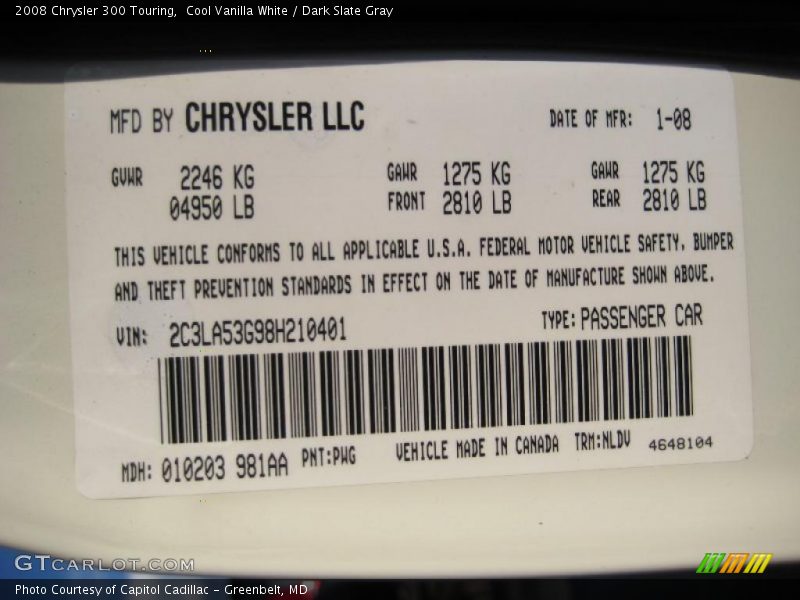 2008 Chrysler 300 Touring,  Cool Vanilla White / Dark Slate Gray
MFD BY CHRYSLER LLC DATE OF MFR: 1-08
GVWR 2246 KG GAWR 1275 KG GAWR 1275 KG
04950 LB FRONT 2810 LB REAR 2810 LB
THIS VEHICLE CONFORMS TO ALL APPLICABLE U.S.A. FEDERAL MOTOR VEHICLE SAFETY, BUMPER
AND THEFT PREVENTION STANDARDS IN EFFECT ON THE DATE OF MANUFACTURE SHOWN ABOVE.
VIN: 2C3LA53G98H210401 TYPE: PASSENGER CAR
MDH: 010203 981AA PNT:PWG VEHICLE MADE IN CANADA TRM:NLDV 4648104
GTCARLOT.COM
Photo Courtesy of Capitol Cadillac - Greenbelt, MD